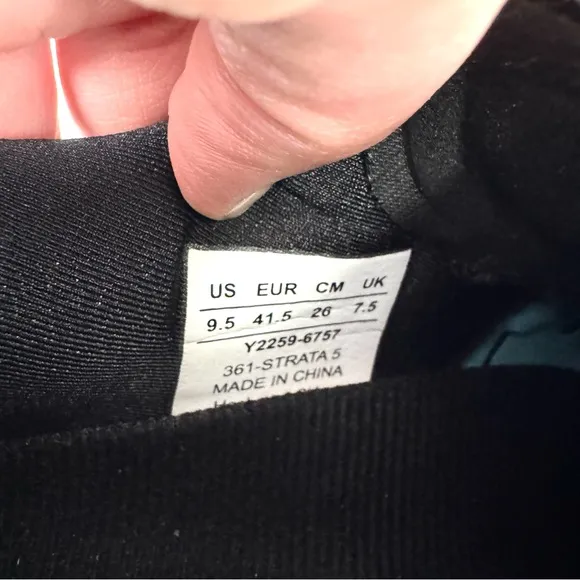 US EUR CM UK
9.5 41.5 26 7.5
Y2259-6757
361-STRATA 5
MADE IN CHINA